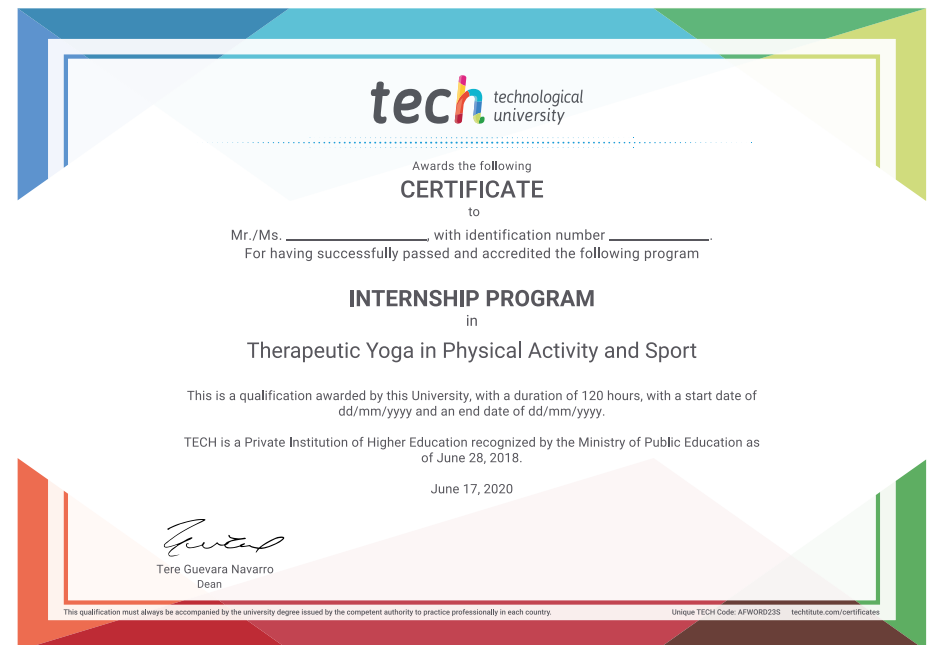 tech technological
university
Awards the following
CERTIFICATE
to
Mr./Ms. ____________, with identification number _________.
For having successfully passed and accredited the following program
INTERNSHIP PROGRAM
in
Therapeutic Yoga in Physical Activity and Sport
This is a qualification awarded by this University, with a duration of 120 hours, with a start date of
dd/mm/yyyy and an end date of dd/mm/yyyy.
TECH is a Private Institution of Higher Education recognized by the Ministry of Public Education as
of June 28, 2018.
June 17, 2020
Tere Guevara Navarro
Dean
This qualification must always be accompanied by the university degree issued by the competent authority to practice professionally in each country.
Unique TECH Code: AFWORD23S techtitute.com/certificates